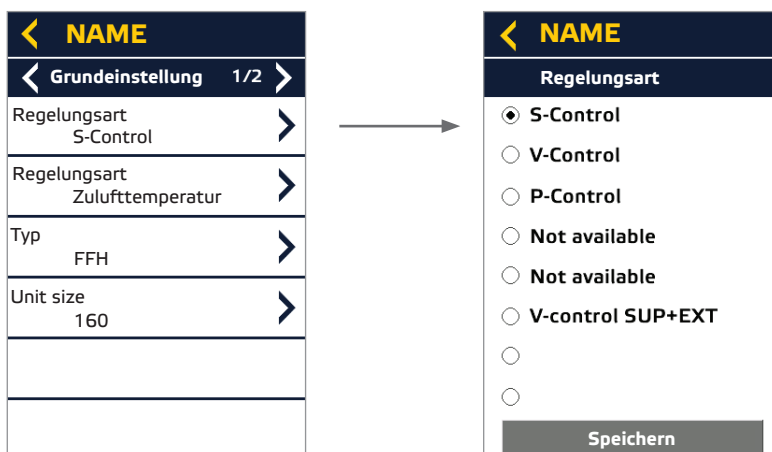 NAME
Grundeinstellung 1/2
Regelungsart
S-Control
Regelungsart
Zulufttemperatur
Typ
FFH
Unit size
160
NAME
Regelungsart
S-Control
V-Control
P-Control
Not available
Not available
V-control SUP+EXT
Speichern